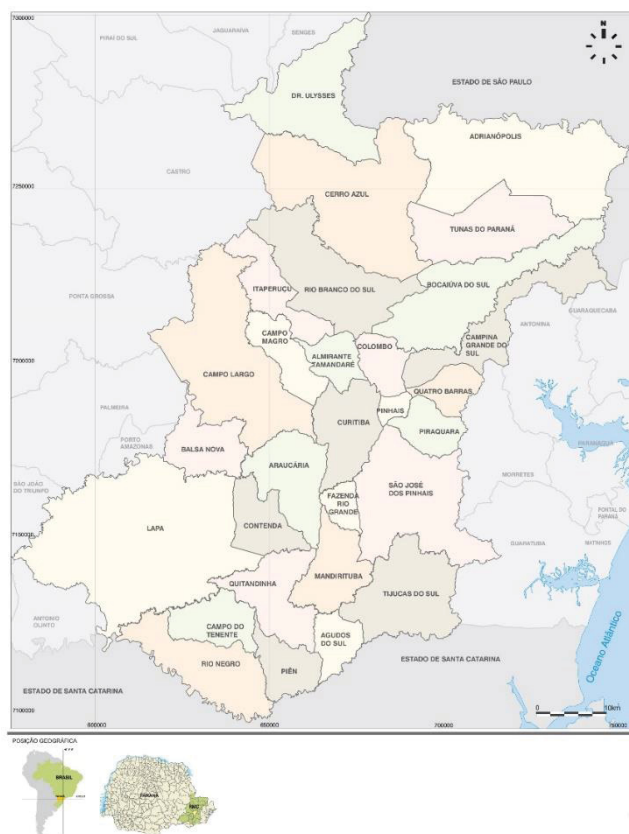 7300000
JAGUARIAÍVA
SENGÉS
PIRAÍ DO SUL
N
ESTADO DE SÃO PAULO
DR. ULYSSES
ADRIANÓPOLIS
CASTRO
7250000
CERRO AZUL
TUNAS DO PARANÁ
BOCAIÚVA DO SUL
ITAPERUÇU
RIO BRANCO DO SUL
PONTA GROSSA
GUARAQUEÇABA
ANTONINA
CAMPO
MAGRO
COLOMBO
CAMPINA
GRANDE DO
SUL
ALMIRANTE
TAMANDARÉ
7200000
CAMPO LARGO
QUATRO BARRAS
PALMEIRA
PINHAIS
CURITIBA
PIRAQUARA
PORTO
AMAZONAS
BALSA NOVA
PARANAGUÁ
ARAUCÁRIA
MORRETES
SÃO JOÃO
DO TRIUNFO
SÃO JOSÉ
DOS PINHAIS
FAZENDA
RIO
GRANDE
PONTAL DO
PARANÁ
LAPA
CONTENDA
7150000
GUARATUBA
MATINHOS
QUITANDINHA
MANDIRITUBA
TIJUCAS DO SUL
ANTONIO
OLINTO
CAMPO DO
TENENTE
AGUDOS
DO SUL
RIO NEGRO
PIÊN
ESTADO DE SANTA CATARINA
ESTADO DE SANTA CATARINA
Oceano Atlântico
7100000
0 10km
600000
650000
700000
750000
POSIÇÃO GEOGRÁFICA
BRASIL
PARANÁ
RMC